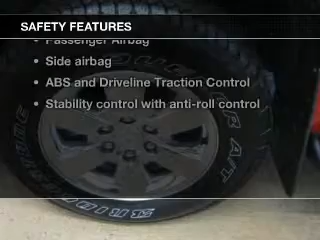 SAFETY FEATURES
• Passenger Airbag
• Side airbag
• ABS and Driveline Traction Control
• Stability control with anti-roll control